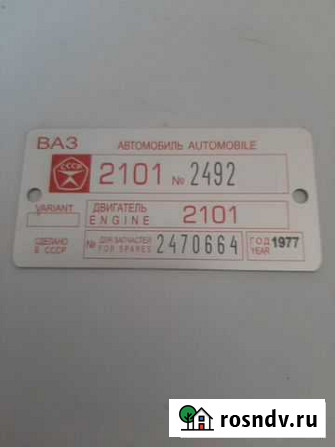 ВАЗ АВТОМОБИЛЬ AUTOMOBILE
СССР 2101 № 2492
VARIANT ДВИГАТЕЛЬ ENGINE 2101
СДЕЛАНО В СССР № ДЛЯ ЗАПЧАСТЕЙ FOR SPARES 2470664 ГОД YEAR 1977
rosndv.ru